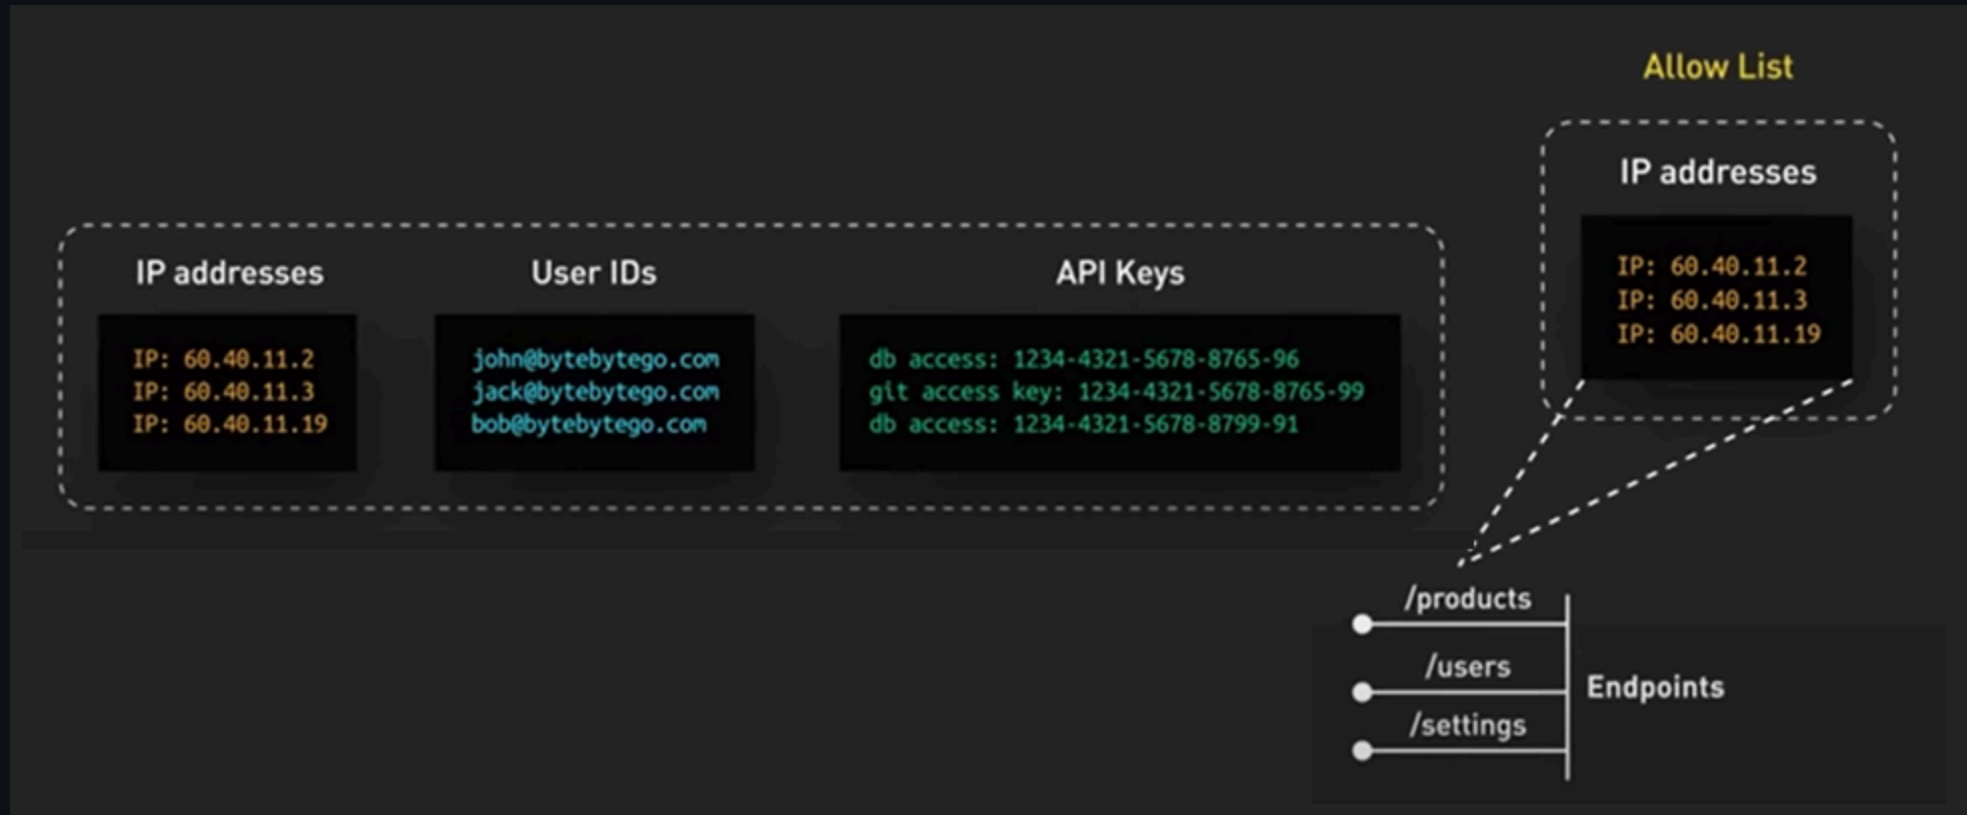 Allow List
IP addresses
IP: 60.40.11.2
IP: 60.40.11.3
IP: 60.40.11.19
IP addresses
IP: 60.40.11.2
IP: 60.40.11.3
IP: 60.40.11.19
User IDs
john@bytebytego.com
jack@bytebytego.com
bob@bytebytego.com
API Keys
db access: 1234-4321-5678-8765-96
git access key: 1234-4321-5678-8765-99
db access: 1234-4321-5678-8799-91
/products
/users
/settings
Endpoints